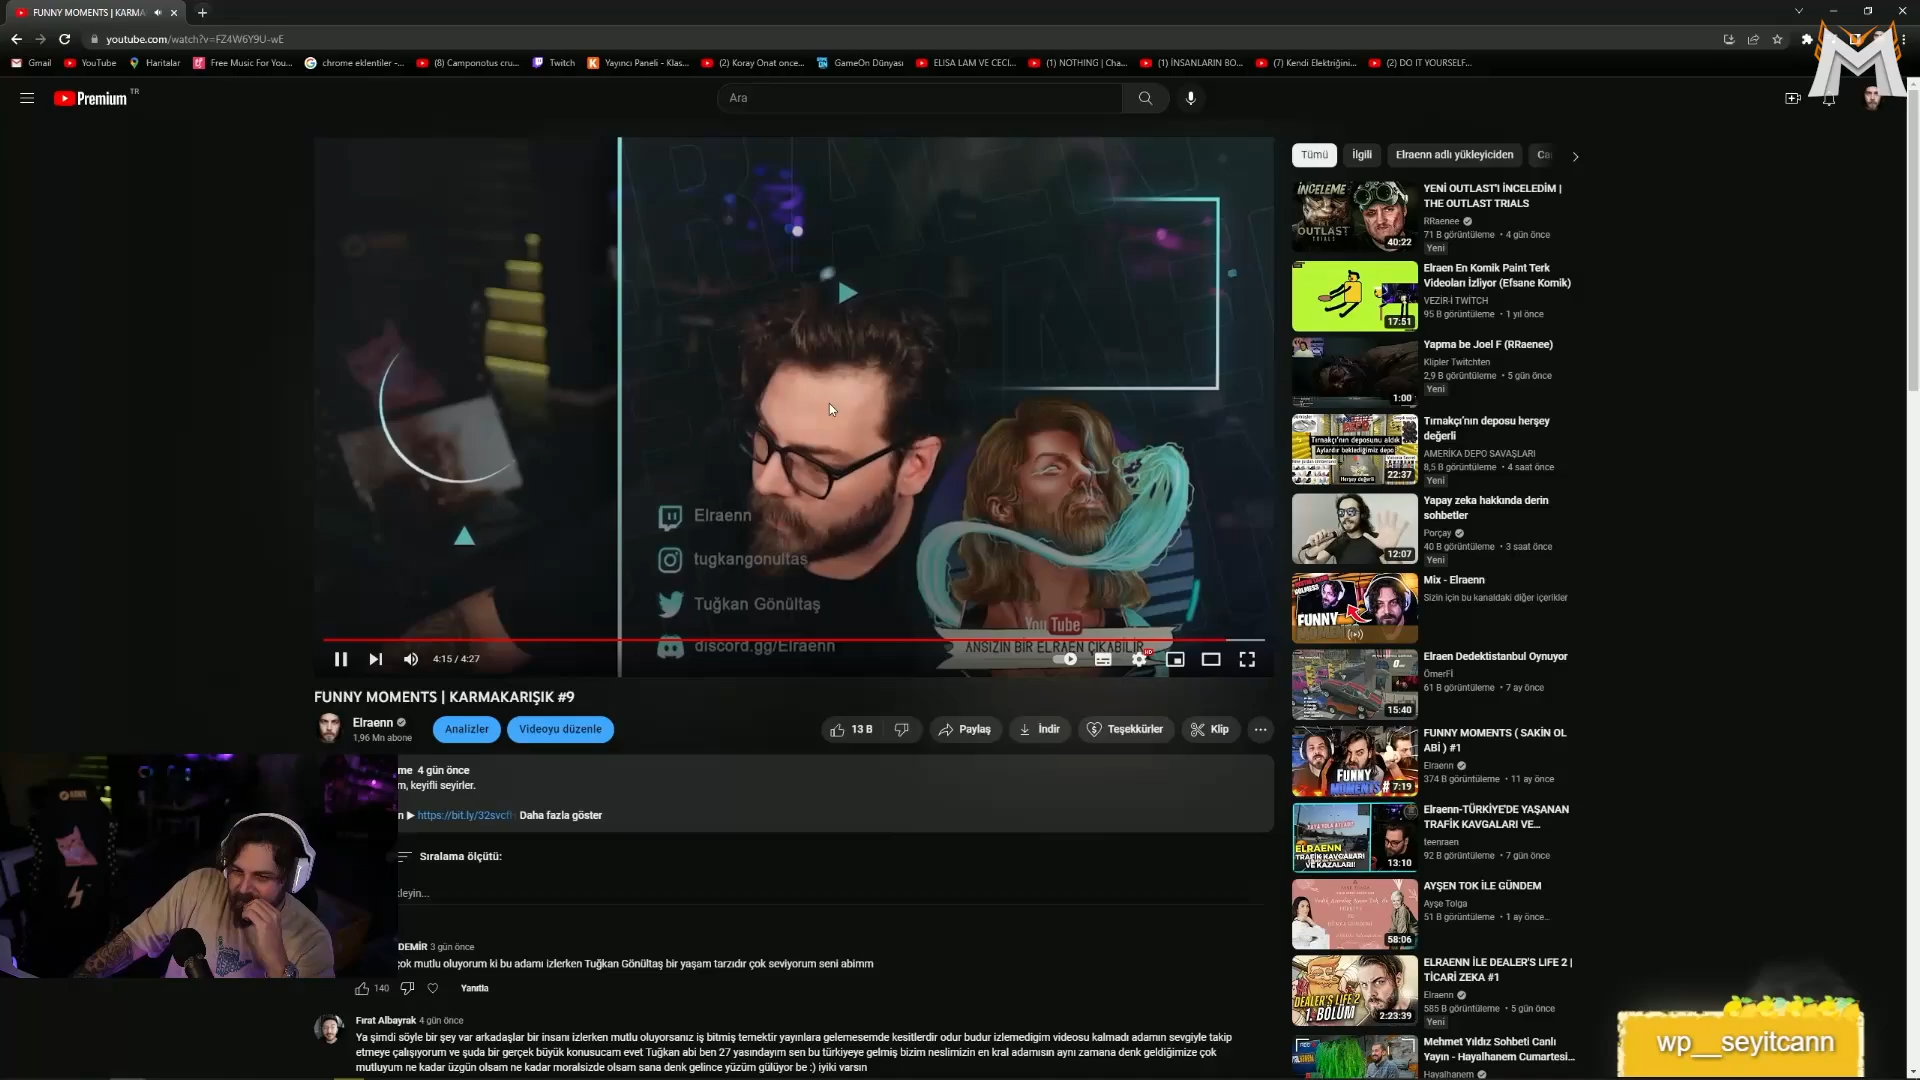 FUNNY MOMENTS | KARMA
youtube.com/watch?v=FZ4W6Y9U-wE
Gmail
YouTube
Haritalar
Free Music For You...
chrome eklentiler -...
(8) Camponotus cru...
Twitch
Yayıncı Paneli - Klas...
(2) Koray Onat once...
GameOn Dünyası
ELISA LAM VE CECI...
(1) NOTHING | Cha...
(1) İNSANLARIN BO...
(7) Kendi Elektriğini...
(2) DO IT YOURSELF...
Premium TR
Ara
Elraenn
tugkangonultas
Tuğkan Gönültaş
discord.gg/Elraenn
You Tube
ANSIZIN BİR ELRAEN ÇIKABİLİR
4:15 / 4:27
HD
FUNNY MOMENTS | KARMAKARIŞIK #9
Elraenn
1,96 Mn abone
Analizler
Videoyu düzenle
13 B
Paylaş
İndir
Teşekkürler
Klip
me 4 gün önce
m, keyifli seyirler.
n ▶ https://bit.ly/32svcf Daha fazla göster
Sıralama ölçütü:
kleyin...
DEMİR 3 gün önce
çok mutlu oluyorum ki bu adamı izlerken Tuğkan Gönültaş bir yaşam tarzıdır çok seviyorum seni abimm
140
Yanıtla
Fırat Albayrak 4 gün önce
Ya şimdi söyle bir şey var arkadaşlar bir insanı izlerken mutlu oluyorsanız iş bitmiş temektir yayınlara gelemesemde kesitlerdir odur budur izlemedigim videosu kalmadı adamın sevgiyle takip
etmeye çalışıyorum ve şuda bir gerçek büyük konusucam evet Tuğkan abi ben 27 yasındayım sen bu türkiyeye gelmiş bizim neslimizin en kral adamısın aynı zamana denk geldiğimize çok
mutluyum ne kadar üzgün olsam ne kadar moralsizde olsam sana denk gelince yüzüm gülüyor be :) iyiki varsın
Tümü
İlgili
Elraenn adlı yükleyiciden
Ca
İNCELEME
OUTLAST
TRIALS
40:22
YENİ OUTLAST'I İNCELEDİM |
THE OUTLAST TRIALS
RRaenee
71 B görüntüleme • 4 gün önce
Yeni
17:51
Elraen En Komik Paint Terk
Videoları İzliyor (Efsane Komik)
VEZİR-İ TWİTCH
95 B görüntüleme • 1 yıl önce
1:00
Yapma be Joel F (RRaenee)
Klipler Twitchten
2,9 B görüntüleme • 5 gün önce
Yeni
Tırnakçı'nın deposunu aldık
Aylardır beklediğimiz depo
Herşey değerli
22:37
Tırnakçı'nın deposu herşey
değerli
AMERİKA DEPO SAVAŞLARI
8,5 B görüntüleme • 4 saat önce
Yeni
12:07
Yapay zeka hakkında derin
sohbetler
Porçay
40 B görüntüleme • 3 saat önce
Yeni
FUNNY
Mix - Elraenn
Sizin için bu kanaldaki diğer içerikler
15:40
Elraen Dedektistanbul Oynuyor
ÖmerFİ
61 B görüntüleme • 7 ay önce
FUNNY
MOMENTS #
7:19
FUNNY MOMENTS ( SAKİN OL
ABİ ) #1
Elraenn
374 B görüntüleme • 11 ay önce
ELRAENN
TRAFİK KAVGALARI
VE KAZALARI!
13:10
Elraenn-TÜRKİYE'DE YAŞANAN
TRAFİK KAVGALARI VE...
teenraen
92 B görüntüleme • 7 gün önce
58:06
AYŞEN TOK İLE GÜNDEM
Ayşe Tolga
51 B görüntüleme • 1 ay önce...
DEALER'S LIFE 2
1. BÖLÜM
2:23:39
ELRAENN İLE DEALER'S LIFE 2 |
TİCARİ ZEKA #1
Elraenn
585 B görüntüleme • 5 gün önce
Yeni
Mehmet Yıldız Sohbeti Canlı
Yayın - Hayalhanem Cumartesi...
Hayalhanem
wp__seyitcann